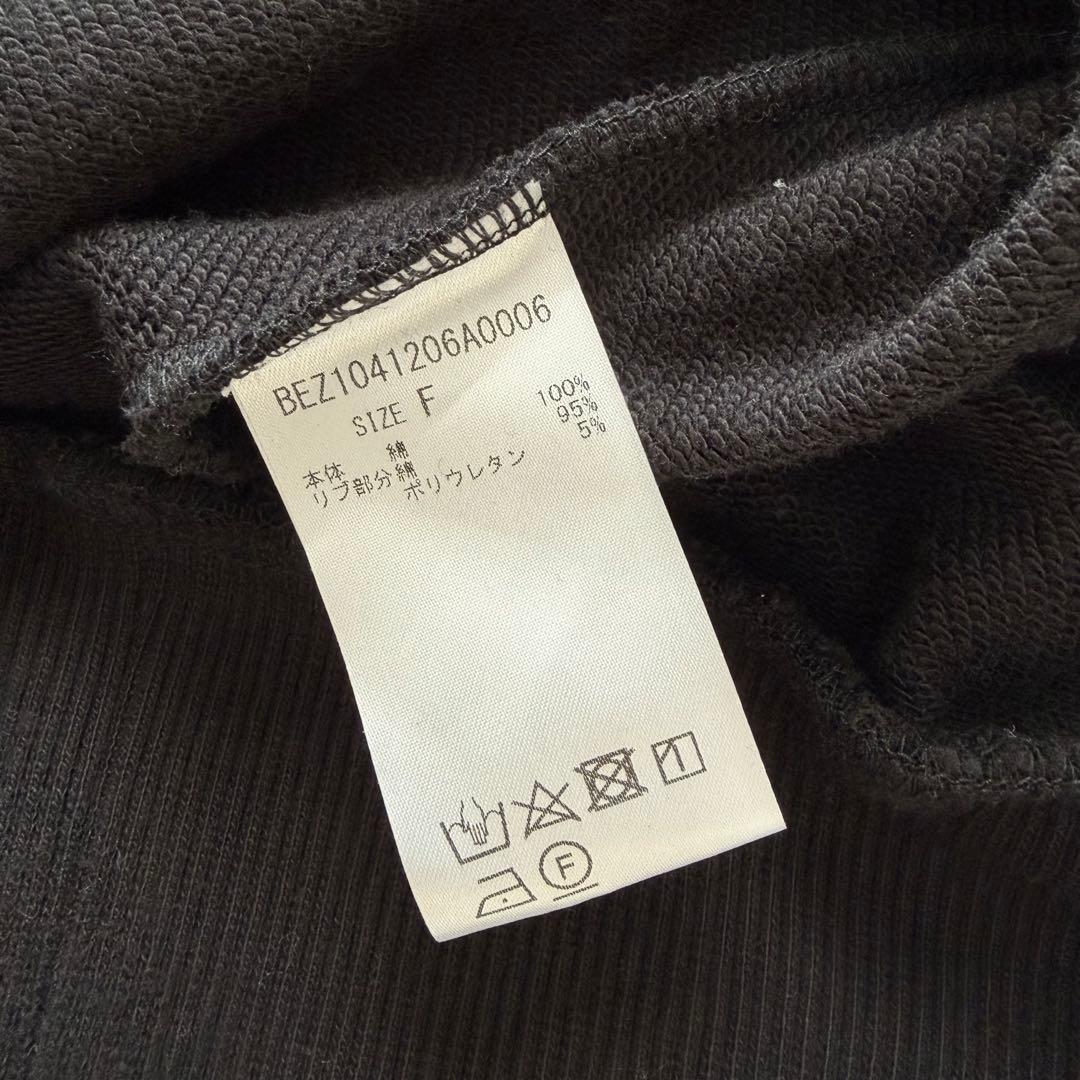 BEZ1041206A0006
SIZE F
本体 綿 100%
リブ部分綿 95%
ポリウレタン 5%
F